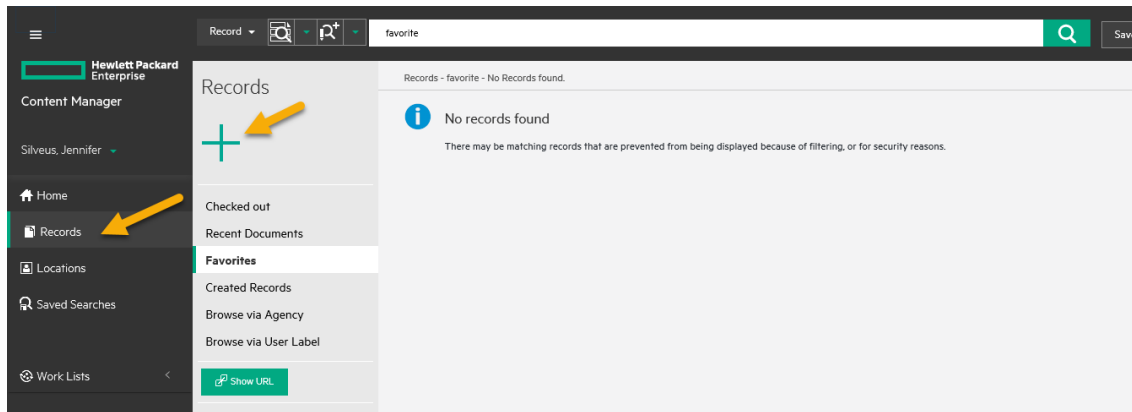 Record
favorite
Save
Hewlett Packard
Enterprise
Content Manager
Silveus, Jennifer
Home
Records
Locations
Saved Searches
Work Lists
Records
Checked out
Recent Documents
Favorites
Created Records
Browse via Agency
Browse via User Label
Show URL
Records - favorite - No Records found.
No records found
There may be matching records that are prevented from being displayed because of filtering, or for security reasons.